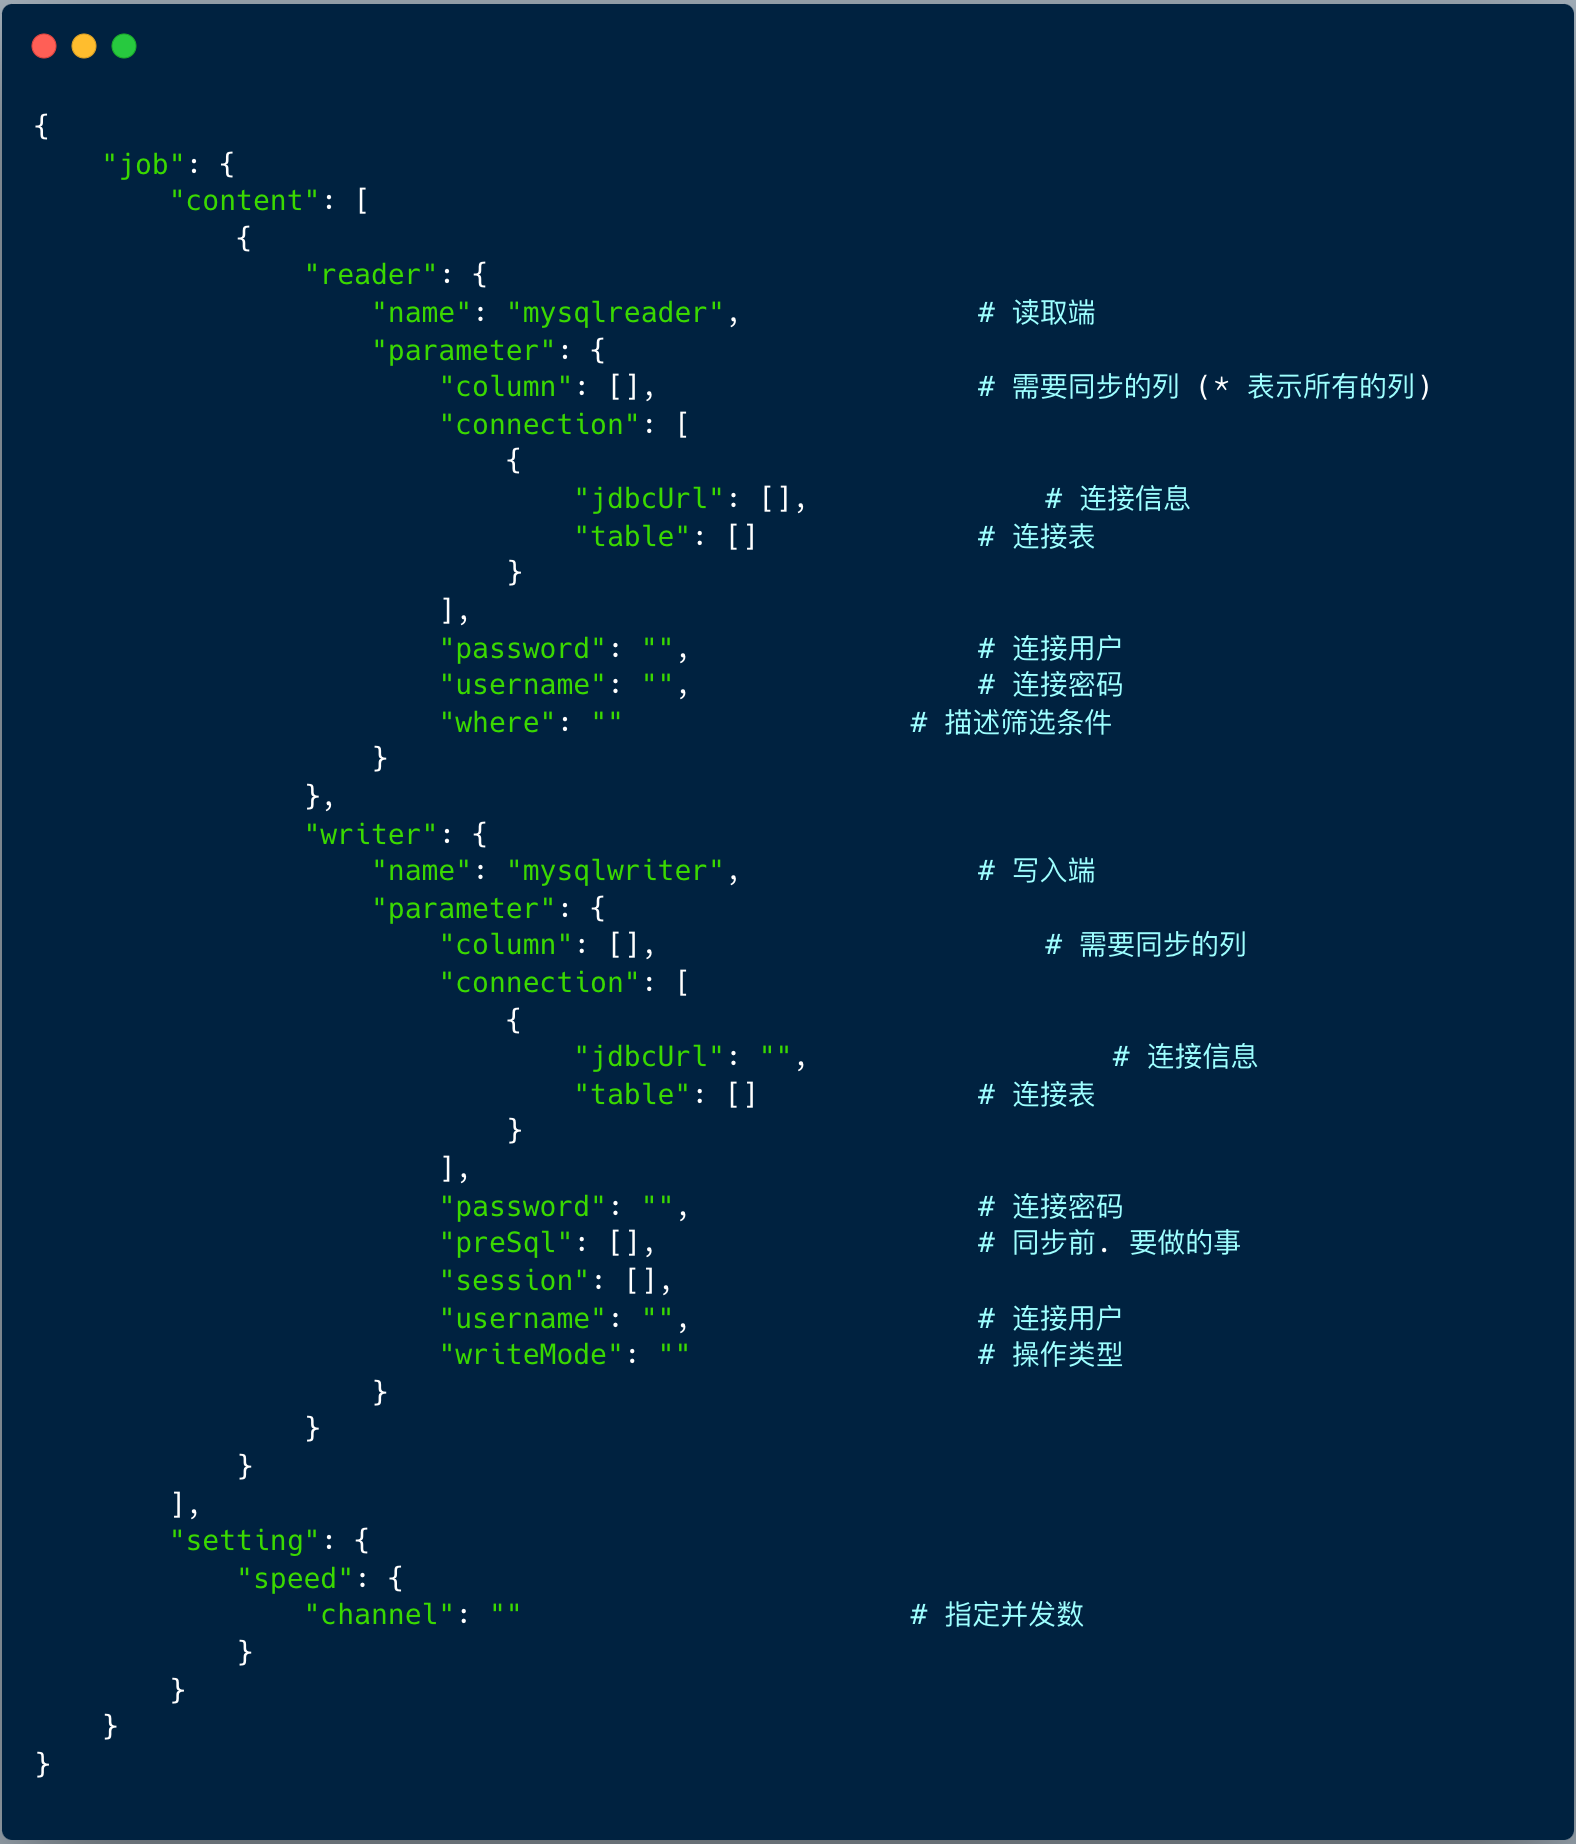 {
    "job": {
        "content": [
            {
                "reader": {
                    "name": "mysqlreader",              # 读取端
                    "parameter": {
                        "column": [],                   # 需要同步的列 (* 表示所有的列)
                        "connection": [
                            {
                                "jdbcUrl": [],              # 连接信息
                                "table": []             # 连接表
                            }
                        ],
                        "password": "",                 # 连接用户
                        "username": "",                 # 连接密码
                        "where": ""                 # 描述筛选条件
                    }
                },
                "writer": {
                    "name": "mysqlwriter",              # 写入端
                    "parameter": {
                        "column": [],                       # 需要同步的列
                        "connection": [
                            {
                                "jdbcUrl": "",                  # 连接信息
                                "table": []             # 连接表
                            }
                        ],
                        "password": "",                 # 连接密码
                        "preSql": [],                   # 同步前. 要做的事
                        "session": [],
                        "username": "",                 # 连接用户
                        "writeMode": ""                 # 操作类型
                    }
                }
            }
        ],
        "setting": {
            "speed": {
                "channel": ""                       # 指定并发数
            }
        }
    }
}